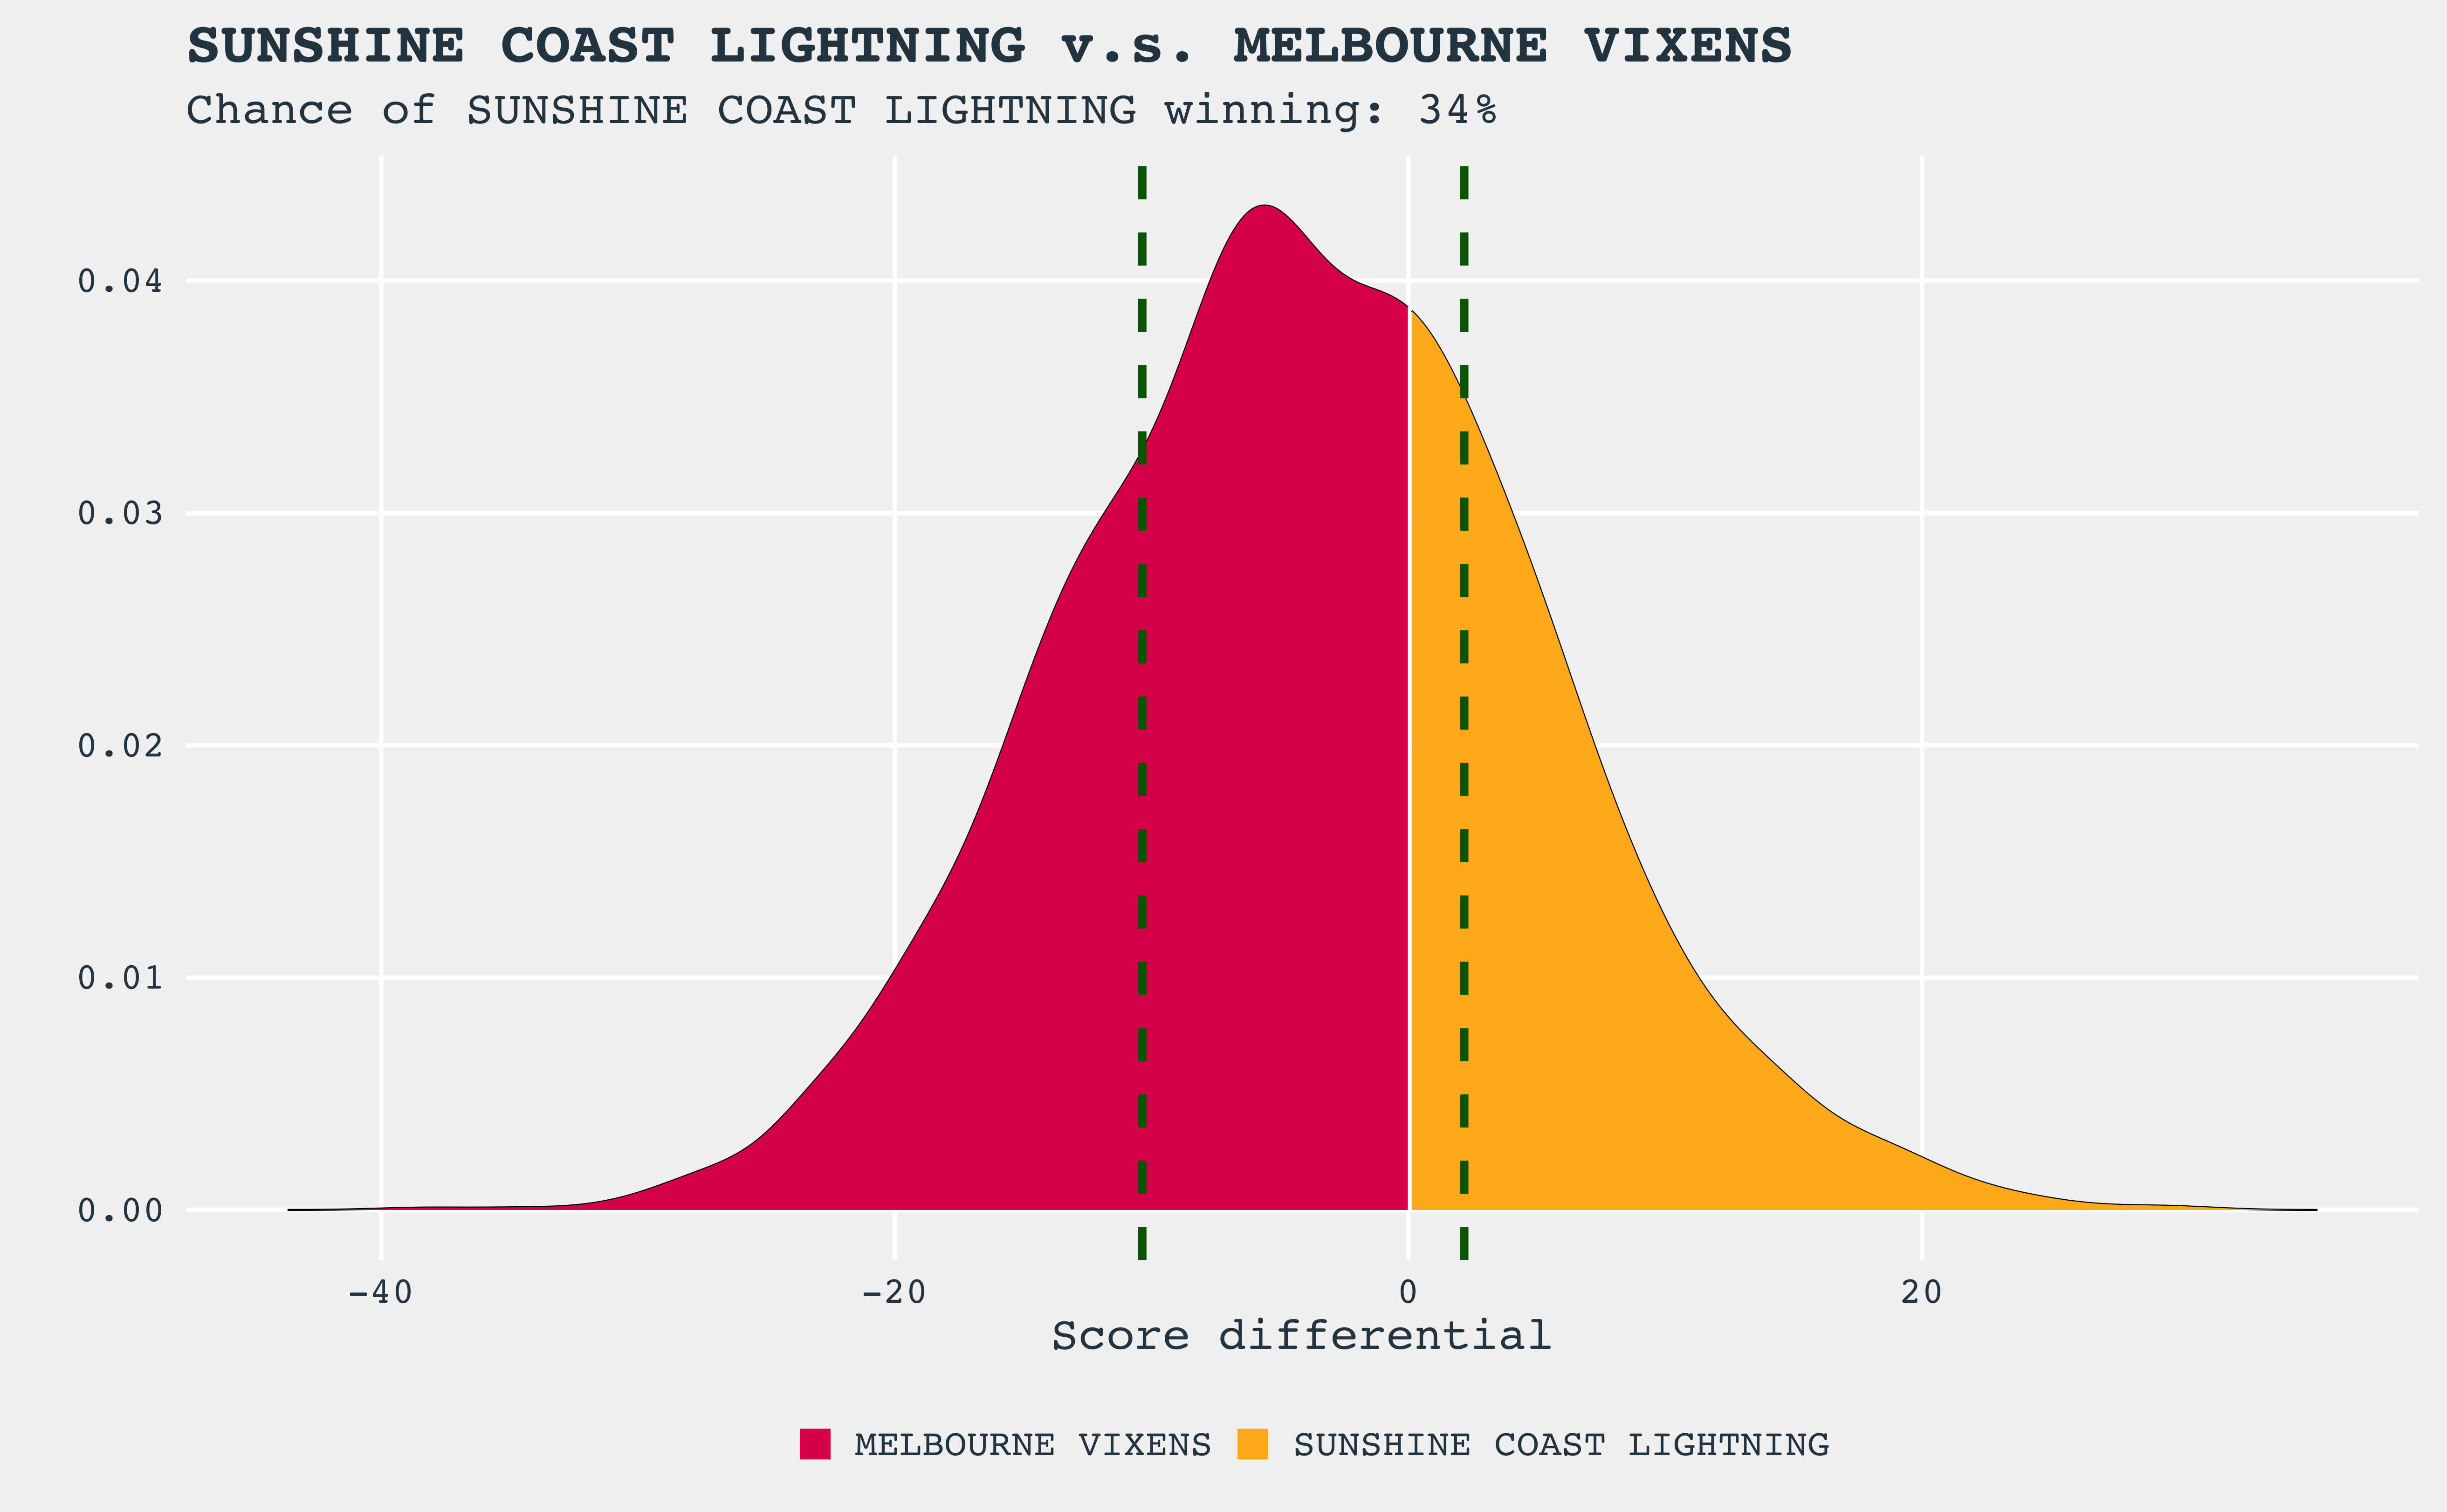 SUNSHINE COAST LIGHTNING v.s. MELBOURNE VIXENS
Chance of SUNSHINE COAST LIGHTNING winning: 34%
0.04
0.03
0.02
0.01
0.00
-40 -20 0 20
Score differential
MELBOURNE VIXENS SUNSHINE COAST LIGHTNING